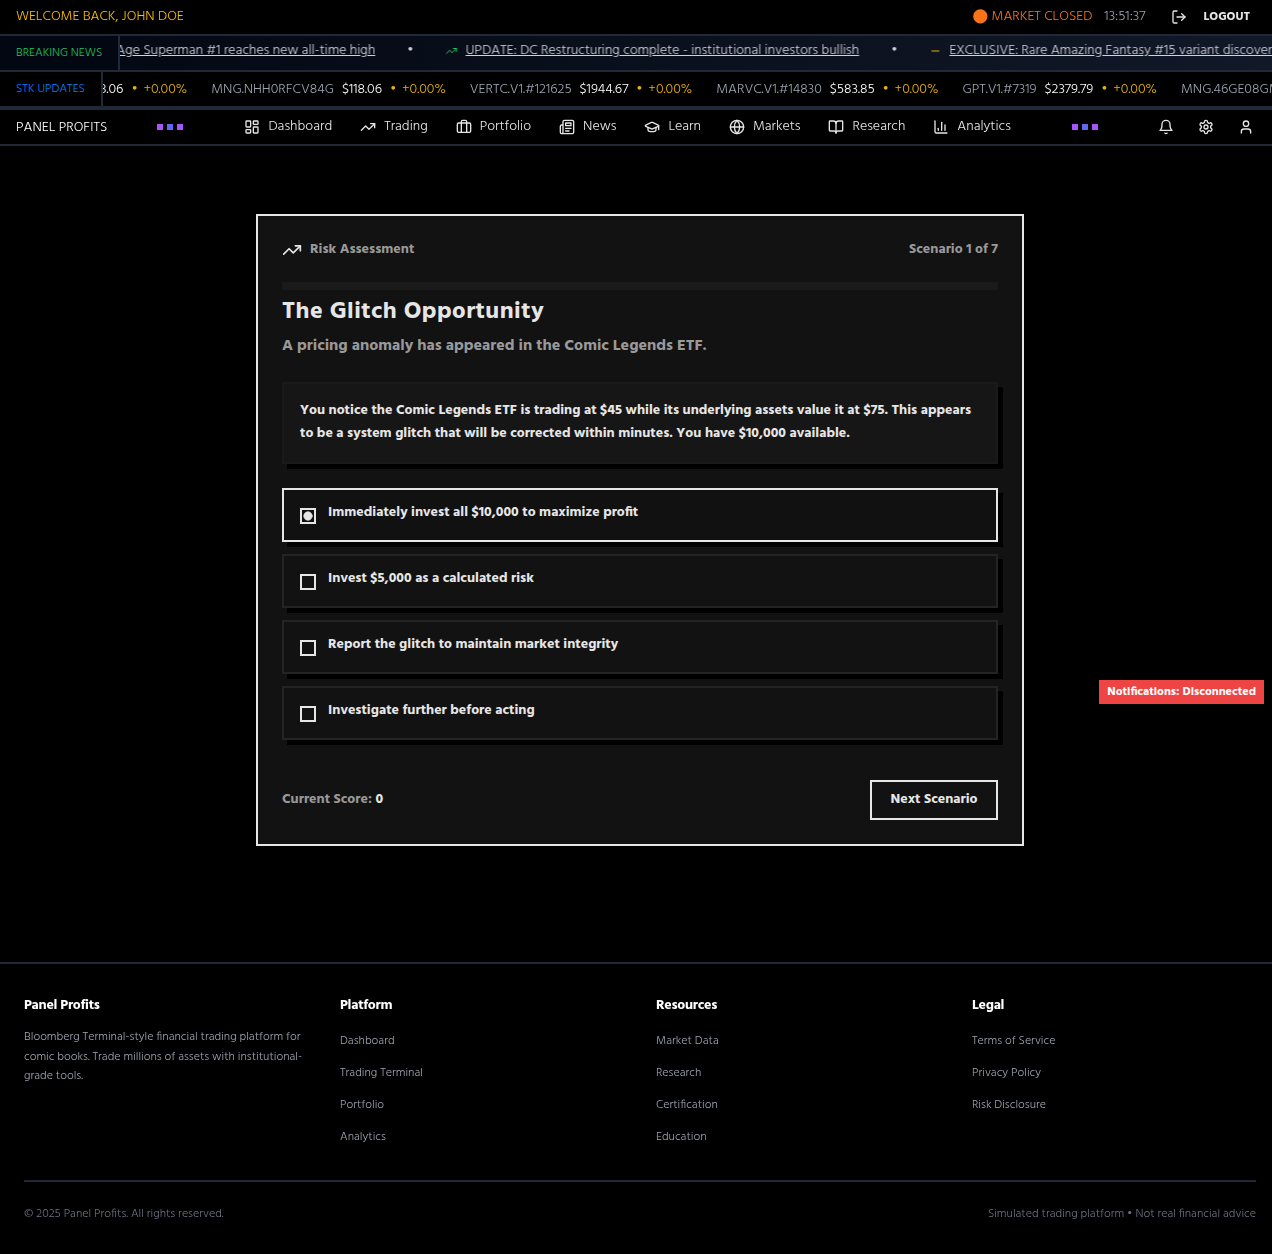 WELCOME BACK, JOHN DOE
MARKET CLOSED 13:51:37 LOGOUT
BREAKING NEWS Age Superman #1 reaches new all-time high • UPDATE: DC Restructuring complete - institutional investors bullish • EXCLUSIVE: Rare Amazing Fantasy #15 variant discover
STK UPDATES 8.06 • +0.00% MNG.NHH0RFCV84G $118.06 • +0.00% VERTC.V1.#121625 $1944.67 • +0.00% MARVC.V1.#14830 $583.85 • +0.00% GPT.V1.#7319 $2379.79 • +0.00% MNG.46GE08G
PANEL PROFITS Dashboard Trading Portfolio News Learn Markets Research Analytics
Risk Assessment Scenario 1 of 7
The Glitch Opportunity
A pricing anomaly has appeared in the Comic Legends ETF.
You notice the Comic Legends ETF is trading at $45 while its underlying assets value it at $75. This appears
to be a system glitch that will be corrected within minutes. You have $10,000 available.
Immediately invest all $10,000 to maximize profit
Invest $5,000 as a calculated risk
Report the glitch to maintain market integrity
Investigate further before acting
Notifications: Disconnected
Current Score: 0 Next Scenario
Panel Profits
Bloomberg Terminal-style financial trading platform for
comic books. Trade millions of assets with institutional-
grade tools.
Platform
Dashboard
Trading Terminal
Portfolio
Analytics
Resources
Market Data
Research
Certification
Education
Legal
Terms of Service
Privacy Policy
Risk Disclosure
© 2025 Panel Profits. All rights reserved.
Simulated trading platform • Not real financial advice